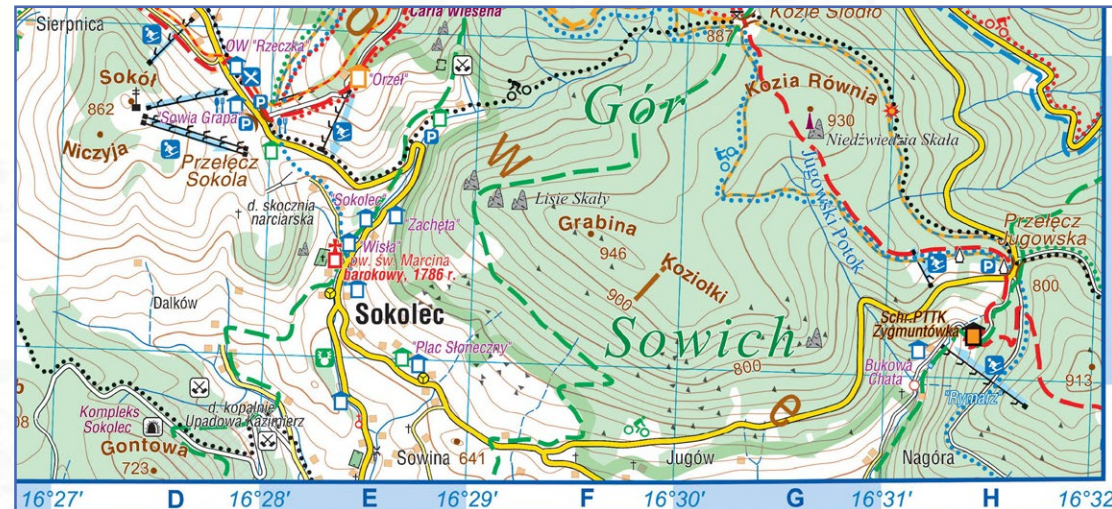 Sierpnica
Carla Wiesena
Kozie Siodło
887
OW "Rzeczka"
"Orzeł"
O
Sokół
862
"Sowia Grapa"
P
P
P
Niczyja
Przełęcz
Sokola
d. skocznia
narciarska
"Sokolec"
"Zachęta"
"Wisła"
pw. św. Marcina
barokowy, 1786 r.
Gór
W
Kozia Równia
930
Niedźwiedzia Skała
Jugowski Potok
Lisie Skały
Grabina
946
Koziołki
900
Przełęcz
Jugowska
P
800
Dalków
Sokolec
Sowich
Schr.PTTK
Zygmuntówka
"Plac Słoneczny"
800
Bukowa
Chata
"Rymarz"
913
Kompleks
Sokolec
d. kopalnie
Upadowa Kazimierz
Gontowa
723
e
Sowina
641
Jugów
Nagóra
16°27'
D
16°28'
E
16°29'
F
16°30'
G
16°31'
H
16°32'